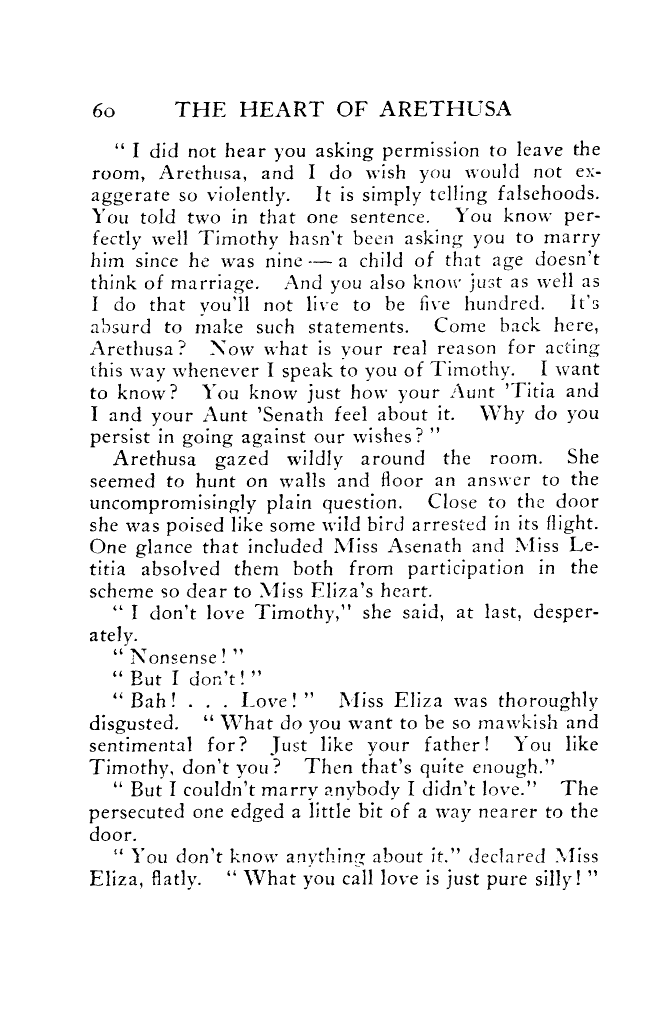 60 THE HEART OF ARETHUSA
“ I did not hear you asking permission to leave the
room, Arethusa, and I do wish you would not ex-
aggerate so violently. It is simply telling falsehoods.
You told two in that one sentence. You know per-
fectly well Timothy hasn't been asking you to marry
him since he was nine — a child of that age doesn't
think of marriage. And you also know just as well as
I do that you'll not live to be five hundred. It's
absurd to make such statements. Come back here,
Arethusa? Now what is your real reason for acting
this way whenever I speak to you of Timothy. I want
to know? You know just how your Aunt 'Titia and
I and your Aunt 'Senath feel about it. Why do you
persist in going against our wishes? ”
Arethusa gazed wildly around the room. She
seemed to hunt on walls and floor an answer to the
uncompromisingly plain question. Close to the door
she was poised like some wild bird arrested in its flight.
One glance that included Miss Asenath and Miss Le-
titia absolved them both from participation in the
scheme so dear to Miss Eliza's heart.
“ I don't love Timothy,” she said, at last, desper-
ately.
“ Nonsense! ”
“ But I don't! ”
“ Bah! . . . Love! ” Miss Eliza was thoroughly
disgusted. “ What do you want to be so mawkish and
sentimental for? Just like your father! You like
Timothy, don't you? Then that's quite enough.”
“ But I couldn't marry anybody I didn't love.” The
persecuted one edged a little bit of a way nearer to the
door.
“ You don't know anything about it.” declared Miss
Eliza, flatly. “ What you call love is just pure silly! ”